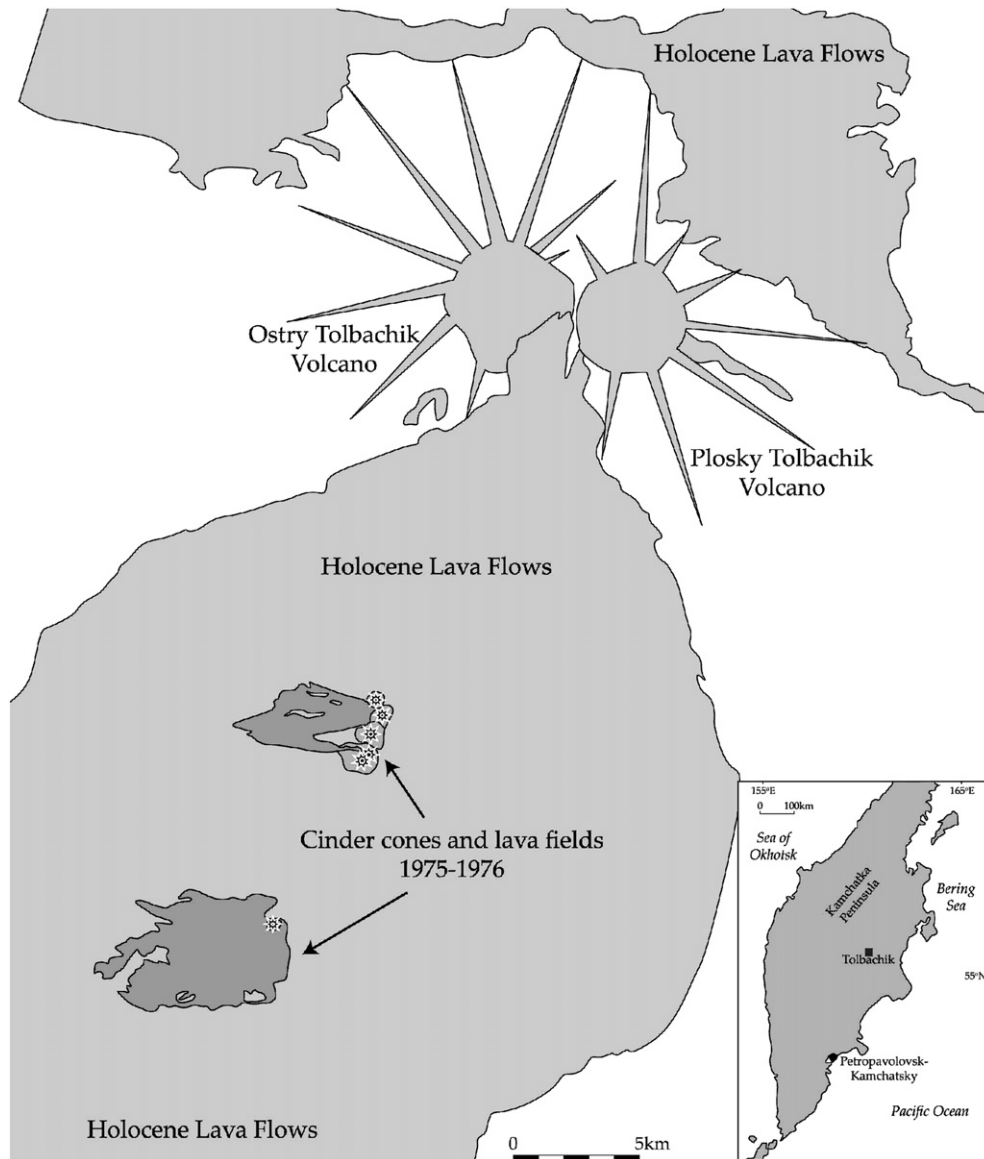 Holocene Lava Flows
Ostry Tolbachik
Volcano
Plosky Tolbachik
Volcano
Holocene Lava Flows
Cinder cones and lava fields
1975-1976
Holocene Lava Flows
0 5km
155°E 165°E
0 100km
Sea of
Okhoisk
Kamchatka
Peninsula
Bering
Sea
Tolbachik
55°N
Petropavolovsk-
Kamchatsky
Pacific Ocean